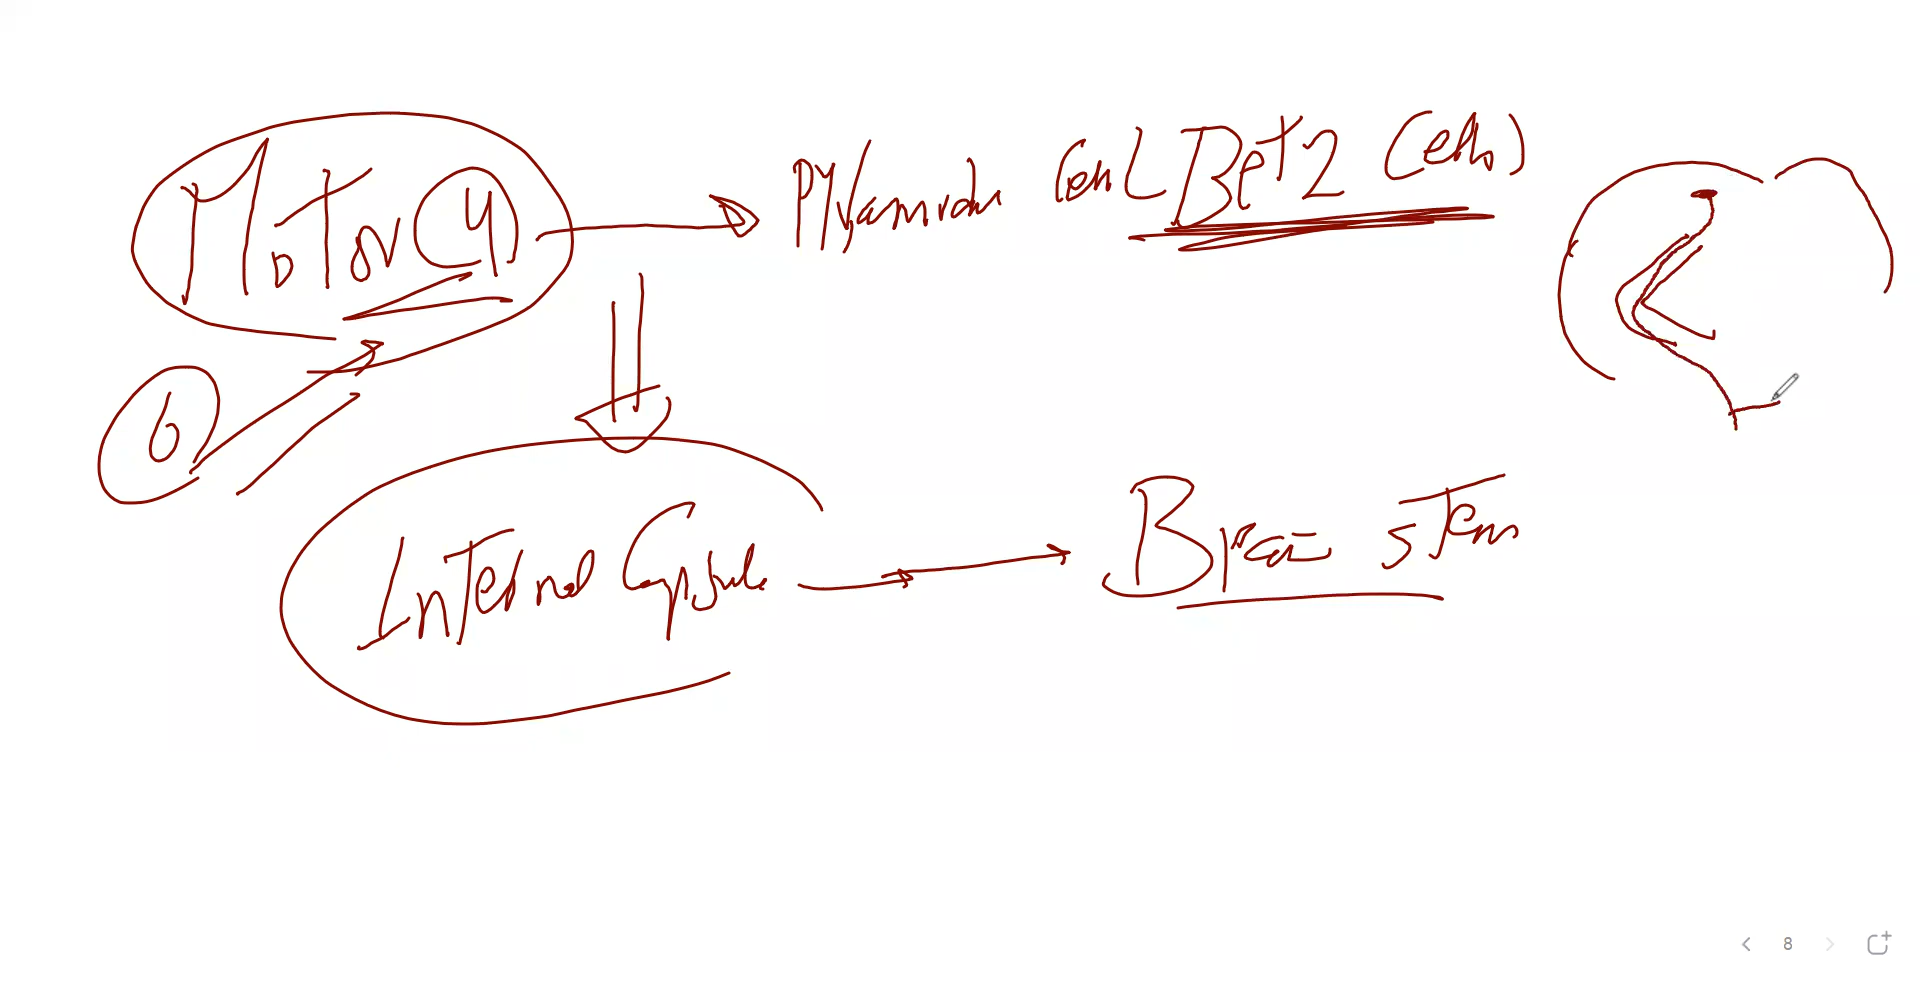 Motor 4 → Pyramidal Cell (Betz Cells)
6
Internal Capsule → Brain stem
8